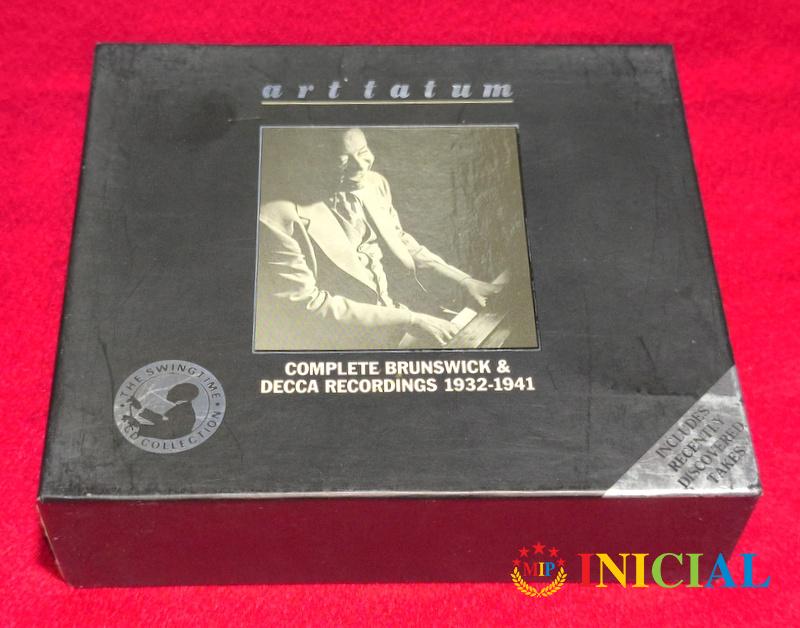 art tatum
COMPLETE BRUNSWICK &
DECCA RECORDINGS 1932-1941
THE SWINGTIME
CD COLLECTION
INCLUDES
RECENTLY
DISCOVERED
TAKES
MIP
INICIAL